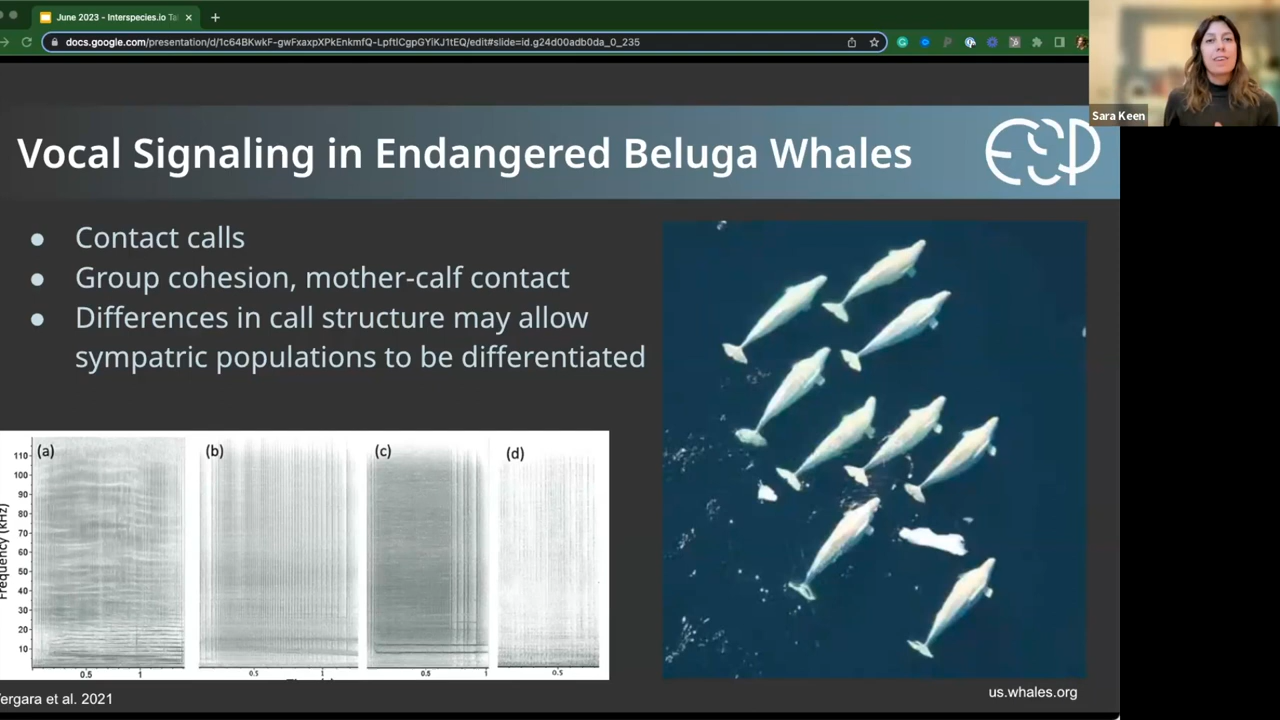 June 2023 - Interspecies.io Ta
docs.google.com/presentation/d/1c64BKwkF-gwFxaxpXPkEnkmfQ-LpftlCgpGYiKJ1tEQ/edit#slide=id.g24d00adb0da_0_235
Sara Keen
Vocal Signaling in Endangered Beluga Whales
ESP
● Contact calls
● Group cohesion, mother-calf contact
● Differences in call structure may allow
sympatric populations to be differentiated
(a) (b) (c) (d)
Frequency (kHz)
110
100
90
80
70
60
50
40
30
20
10
0.5 1 0.5 1 0.5 1 0.5
ergara et al. 2021
us.whales.org